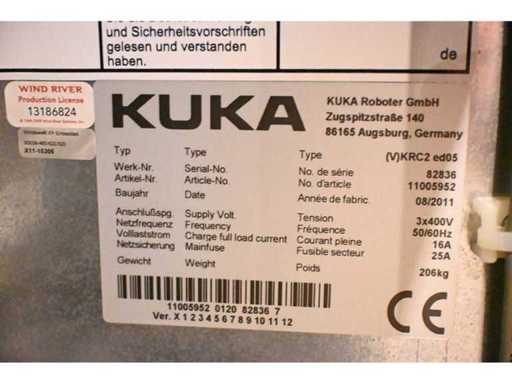 und Sicherheitsvorschriften
gelesen und verstanden
haben.
de
WIND RIVER
Production License
13186824
X11-15306
KUKA
KUKA Roboter GmbH
Zugspitzstraße 140
86165 Augsburg, Germany
Typ Type Typ (V)KRC2 ed05
Werk-Nr. Serial-No. No. de série 82836
Artikel-Nr. Article-No. No. d'article 11005952
Baujahr Date Année de fabric. 08/2011
Anschlußspg. Supply Volt. Tension 3x400V
Netzfrequenz Frequency Fréquence 50/60Hz
Volllaststrom Charge full load current Courant pleine 16A
Netzsicherung Mainfuse Fusible secteur 25A
Gewicht Weight Poids 206kg
11005952 0120 82836 7
Ver. X 1 2 3 4 5 6 7 8 9 10 11 12
CE